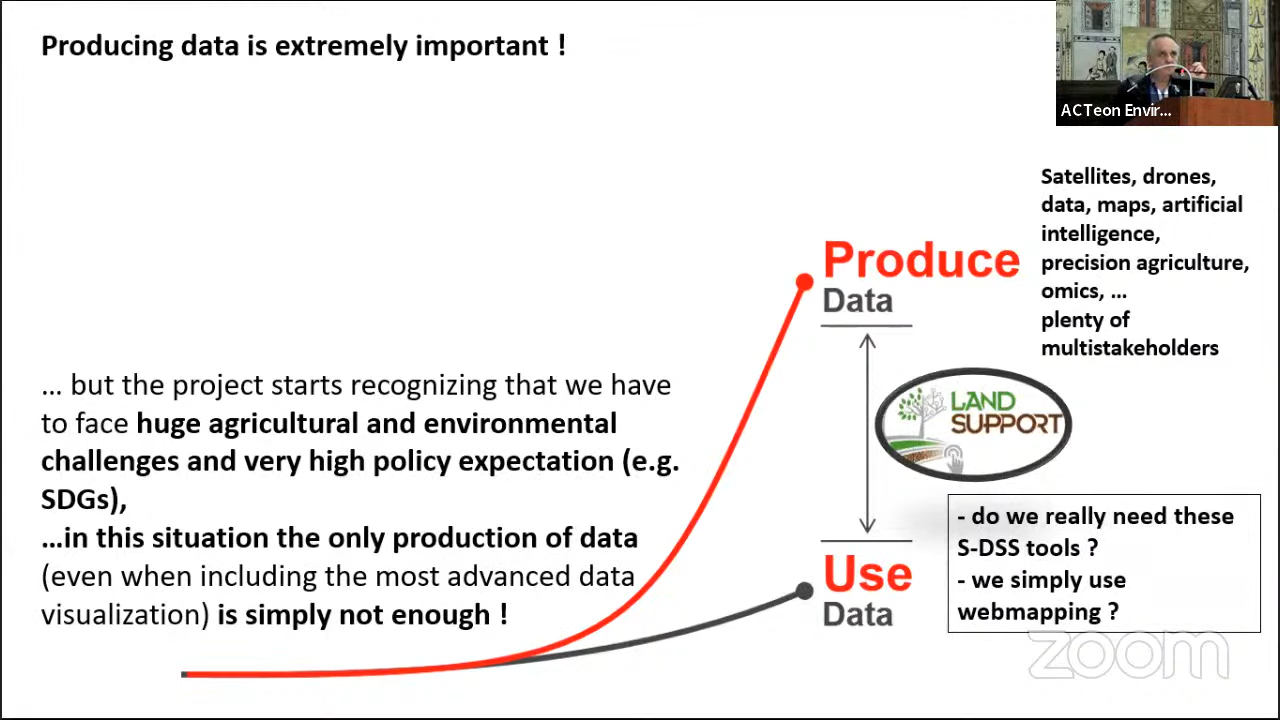 Producing data is extremely important !
ACTeon Envir...
Satellites, drones,
data, maps, artificial
intelligence,
precision agriculture,
omics, ...
plenty of
multistakeholders
Produce
Data
LAND
SUPPORT
... but the project starts recognizing that we have
to face huge agricultural and environmental
challenges and very high policy expectation (e.g.
SDGs),
...in this situation the only production of data
(even when including the most advanced data
visualization) is simply not enough !
Use
Data
- do we really need these
S-DSS tools ?
- we simply use
webmapping ?
zoom